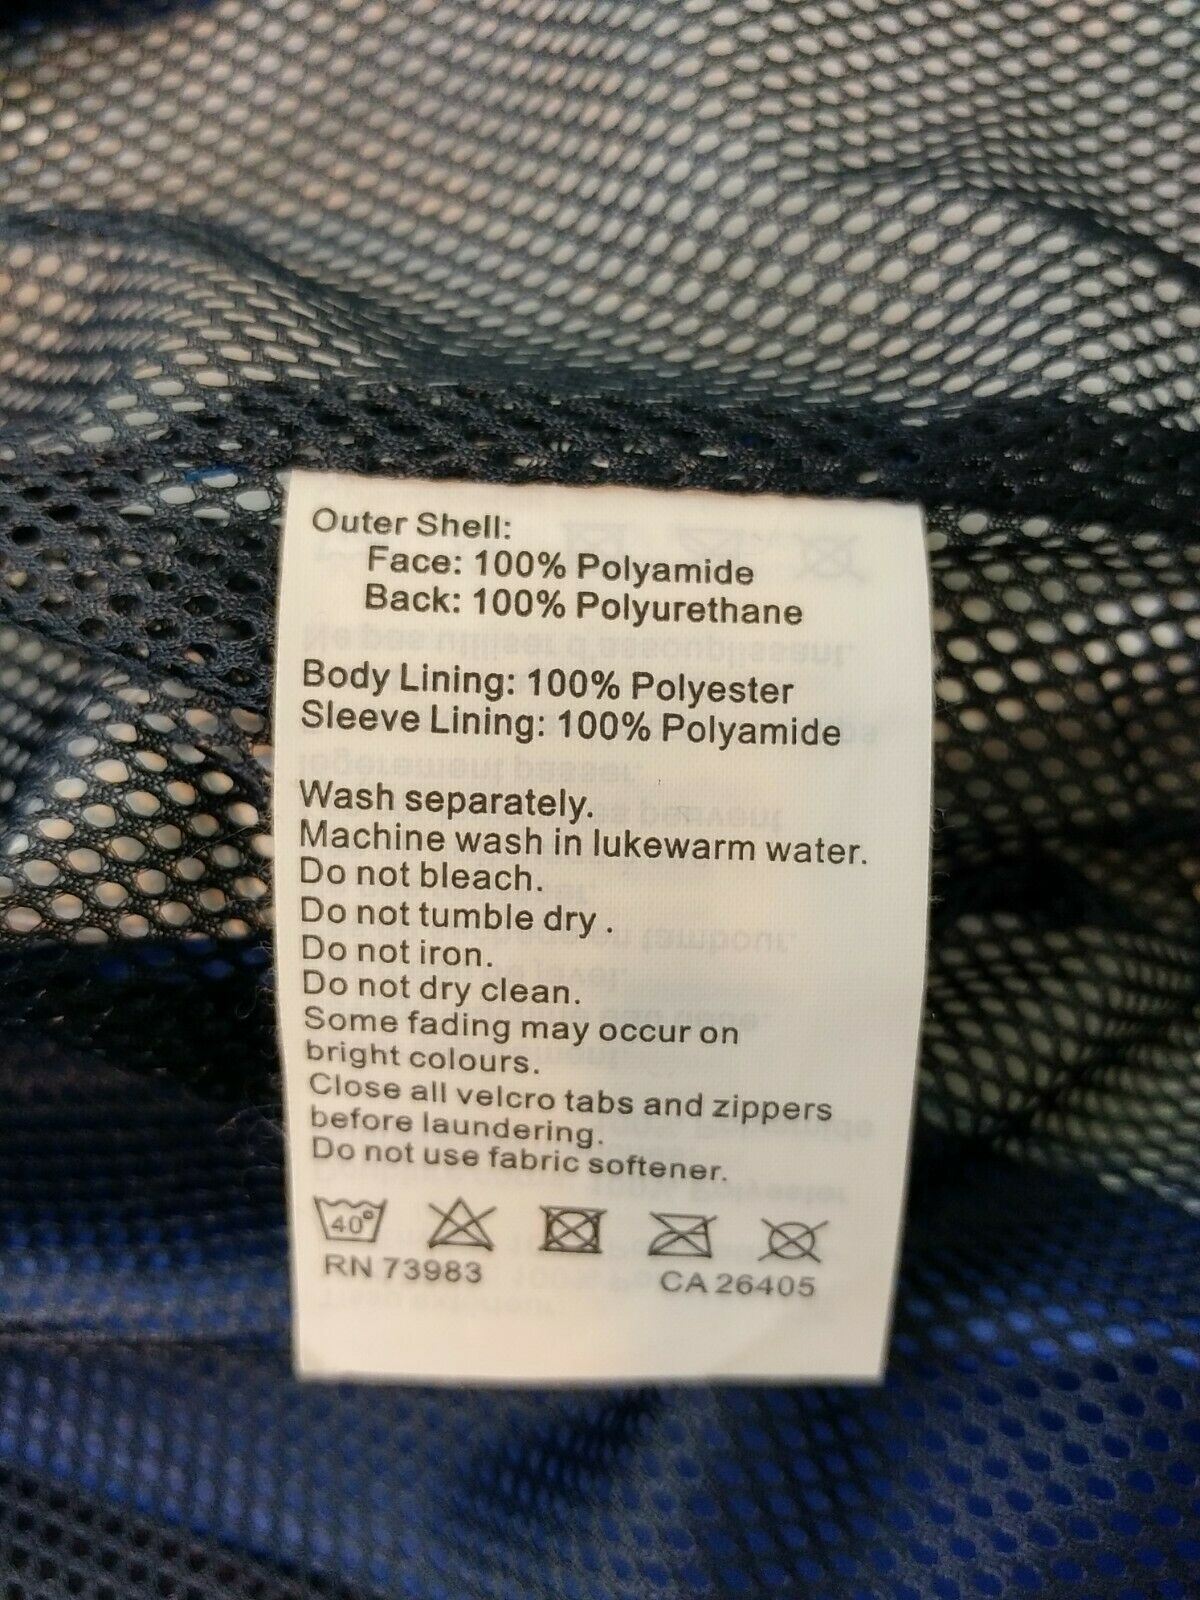 Outer Shell:
Face: 100% Polyamide
Back: 100% Polyurethane
Body Lining: 100% Polyester
Sleeve Lining: 100% Polyamide
Wash separately.
Machine wash in lukewarm water.
Do not bleach.
Do not tumble dry .
Do not iron.
Do not dry clean.
Some fading may occur on
bright colours.
Close all velcro tabs and zippers
before laundering.
Do not use fabric softener.
40°
RN 73983 CA 26405